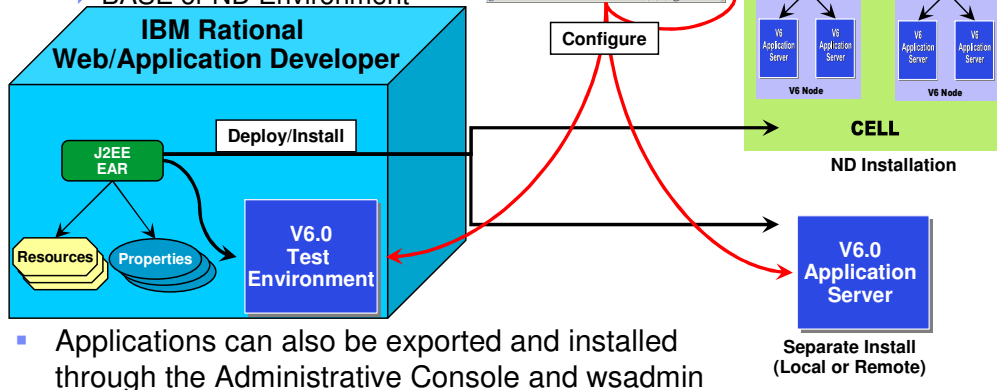 BASE or ND Environment
IBM Rational
Web/Application Developer
Configure
V6
Application
Server
V6
Application
Server
V6
Application
Server
V6
Application
Server
V6 Node
V6 Node
CELL
ND Installation
Deploy/Install
J2EE
EAR
Resources
Properties
V6.0
Test
Environment
V6.0
Application
Server
Separate Install
(Local or Remote)
Applications can also be exported and installed
through the Administrative Console and wsadmin